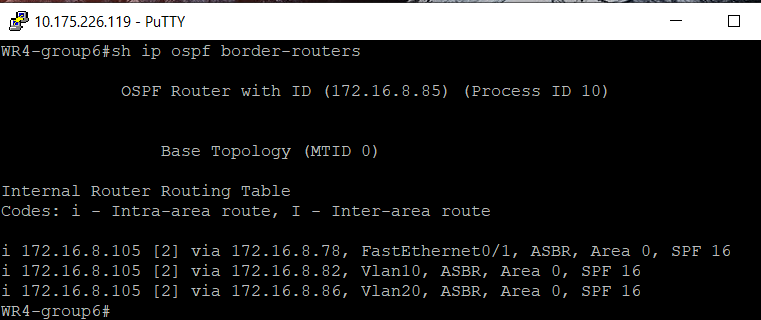 10.175.226.119 - PuTTY
WR4-group6#sh ip ospf border-routers
OSPF Router with ID (172.16.8.85) (Process ID 10)
Base Topology (MTID 0)
Internal Router Routing Table
Codes: i - Intra-area route, I - Inter-area route
i 172.16.8.105 [2] via 172.16.8.78, FastEthernet0/1, ASBR, Area 0, SPF 16
i 172.16.8.105 [2] via 172.16.8.82, Vlan10, ASBR, Area 0, SPF 16
i 172.16.8.105 [2] via 172.16.8.86, Vlan20, ASBR, Area 0, SPF 16
WR4-group6#